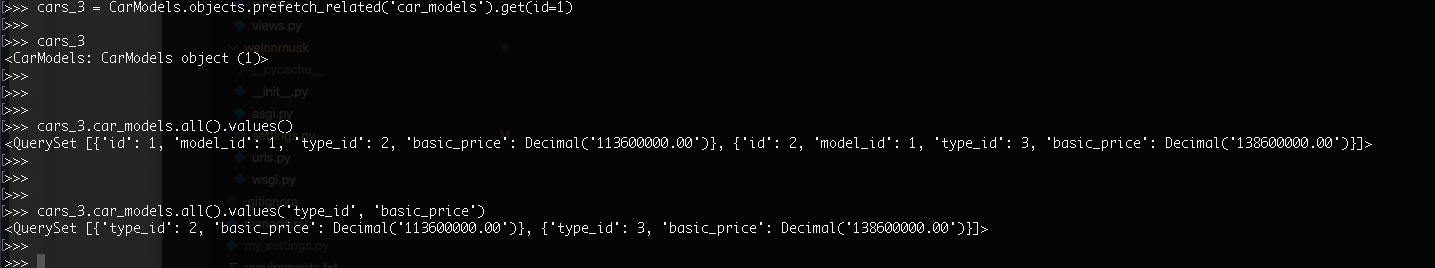 >>> cars_3 = CarModels.objects.prefetch_related('car_models').get(id=1)
>>>
views.py
>>> cars_3
welonmusk
<CarModels: CarModels object (1)>
>>>
__pycache__
>>>
__init__.py
>>>
asgi.py
>>> cars_3.car_models.all().values()
M
<QuerySet [{'id': 1, 'model_id': 1, 'type_id': 2, 'basic_price': Decimal('113600000.00')}, {'id': 2, 'model_id': 1, 'type_id': 3, 'basic_price': Decimal('138600000.00')}]>
>>>
urls.py
>>>
wsgi.py
>>>
.gitignore
>>> cars_3.car_models.all().values('type_id', 'basic_price')
<QuerySet [{'type_id': 2, 'basic_price': Decimal('113600000.00')}, {'type_id': 3, 'basic_price': Decimal('138600000.00')}]>
>>>
my_settings.py
>>>
requirements.txt